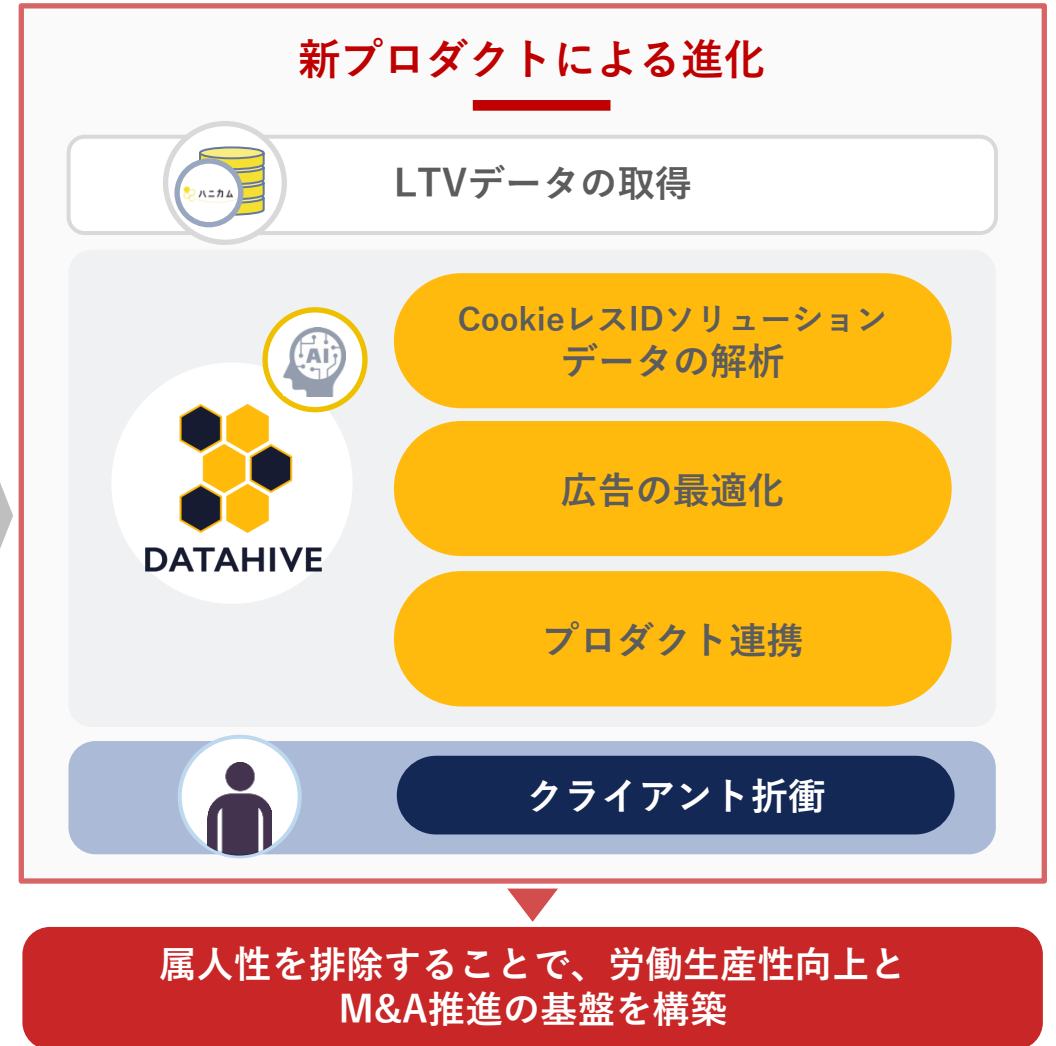 新プロダクトによる進化
ハニカム
LTVデータの取得
CookieレスIDソリューション
データの解析
AI
広告の最適化
DATAHIVE
プロダクト連携
クライアント折衝
属人性を排除することで、労働生産性向上と
M&A推進の基盤を構築